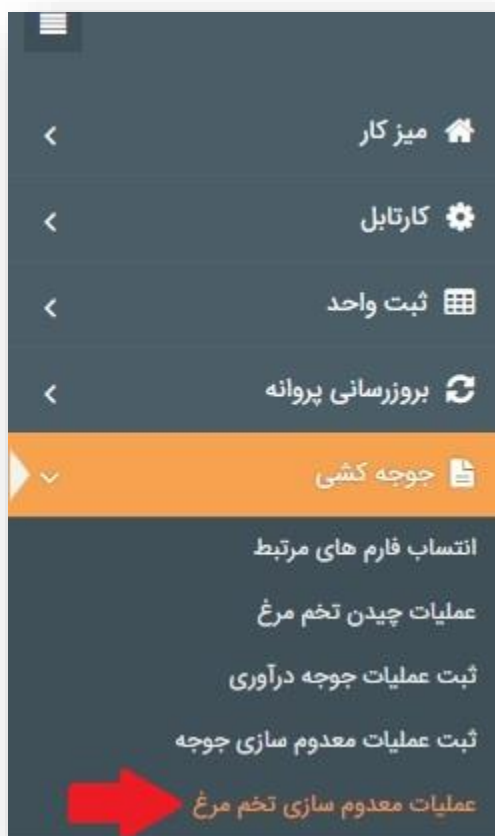 میز کار
کارتابل
ثبت واحد
بروزرسانی پروانه
جوجه کشی
انتساب فارم های مرتبط
عملیات چیدن تخم مرغ
ثبت عملیات جوجه درآوری
ثبت عملیات معدوم سازی جوجه
عملیات معدوم سازی تخم مرغ